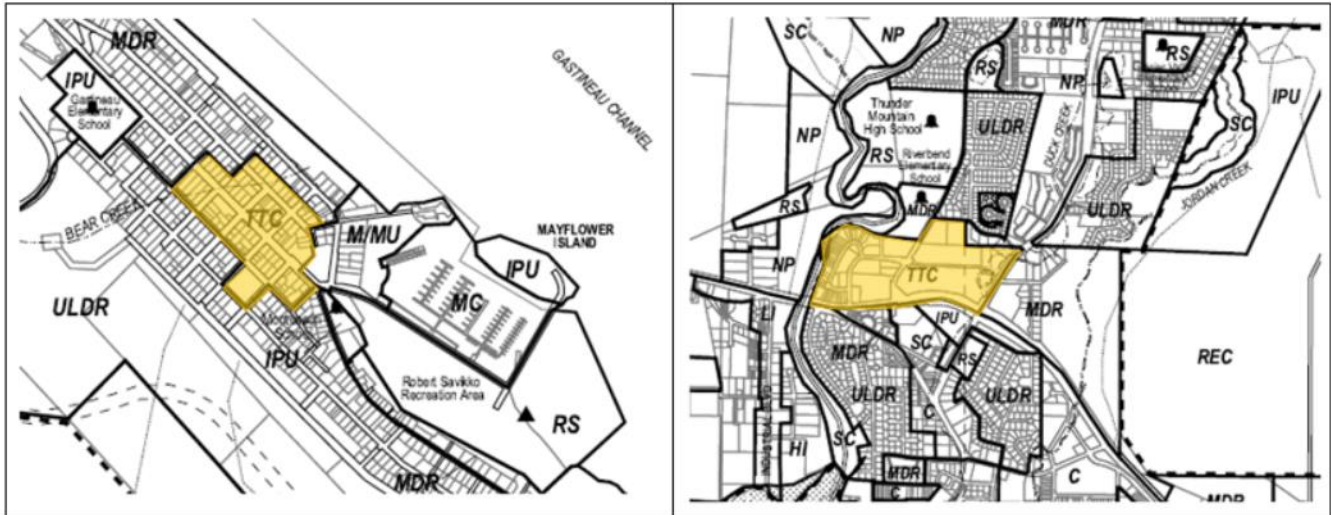 MDR
IPU
Gastineau
Elementary
School
GASTINEAU CHANNEL
BEAR CREEK
TTC
M/MU
MAYFLOWER
ISLAND
IPU
MC
ULDR
School
IPU
Robert Savikko
Recreation Area
RS
MDR
SC
NP
MDR
RS
RS
NP
IPU
Thunder
Mountain
High School
NP
ULDR
DUCK CREEK
SC
RS
Riverbend
Elementary
School
JORDAN CREEK
RS
MDR
ULDR
NP
TTC
LI
IPU
MDR
MDR
SC
RS
REC
ULDR
ULDR
C
INDUSTRIAL
HI
SC
MDR
C
C
MDR